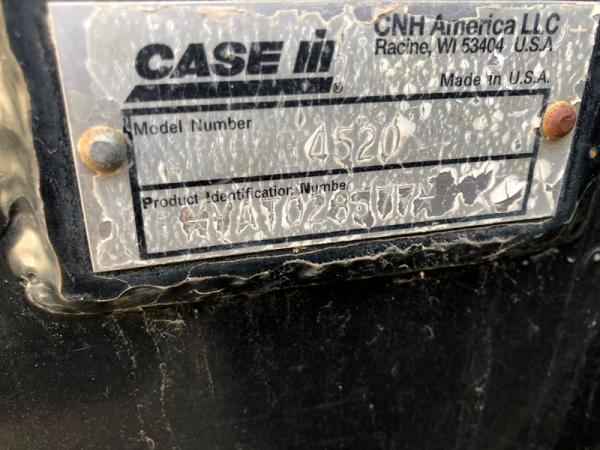 CASE IH
CNH America LLC
Racine, WI 53404 U.S.A
Made in U.S.A.
Model Number
4520
Product Identification Number